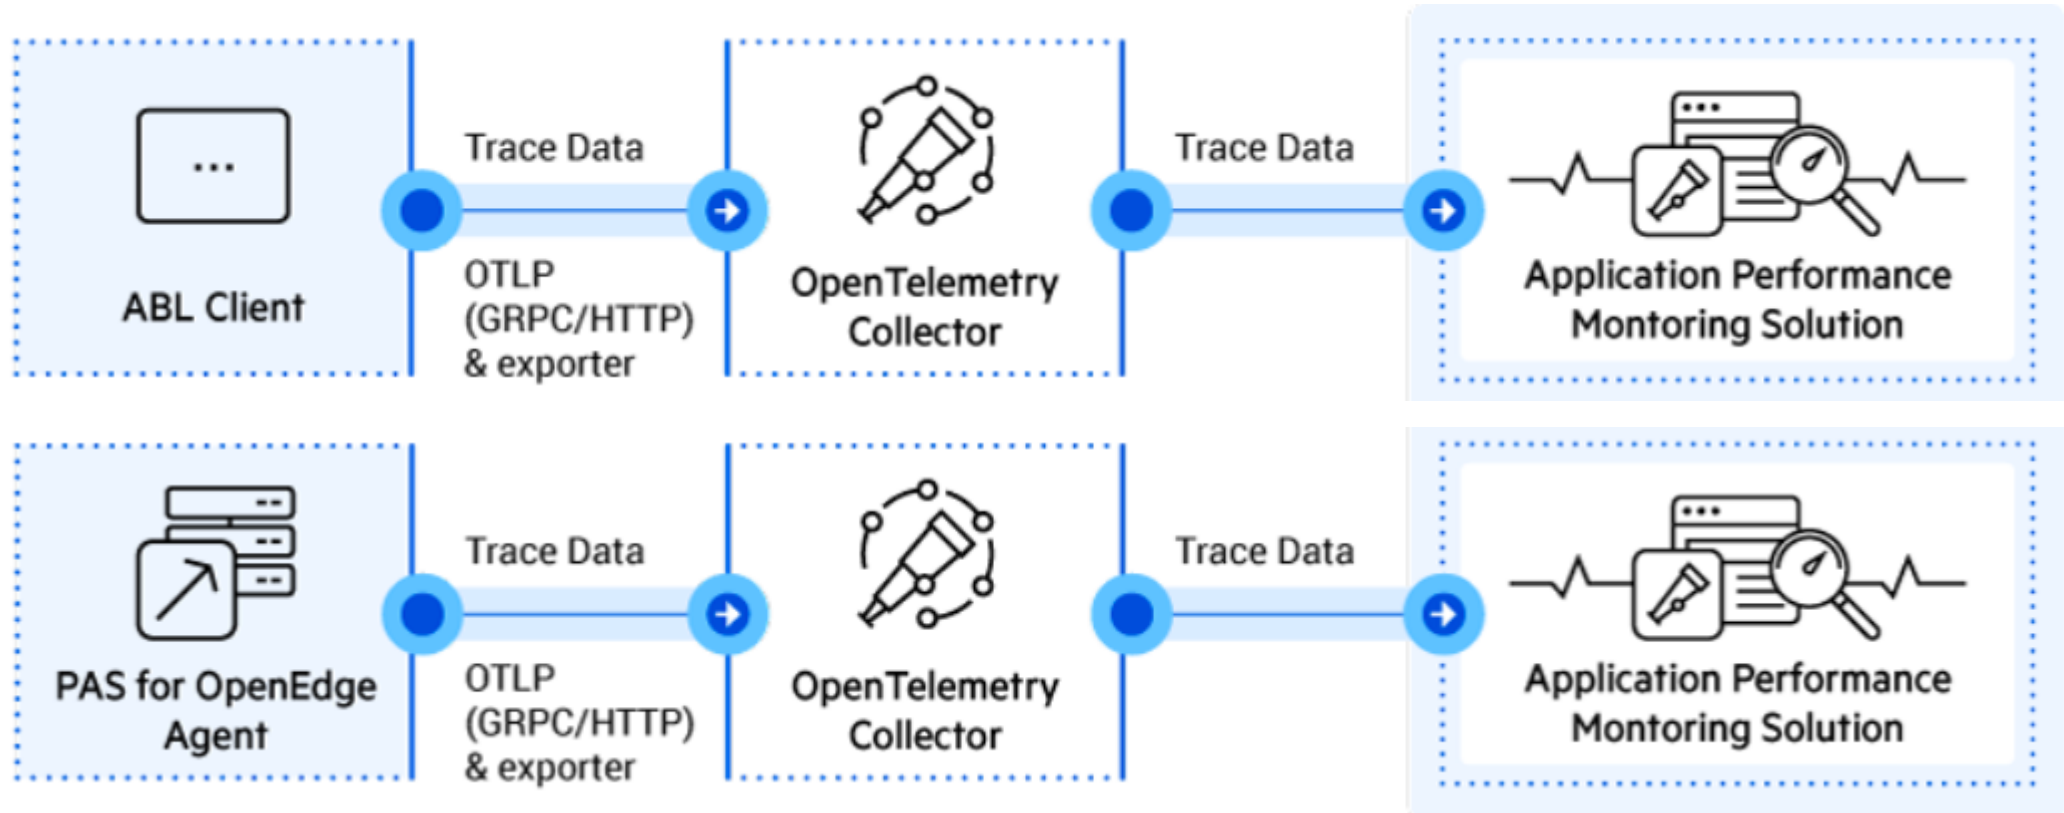 ABL Client
Trace Data
OTLP
(GRPC/HTTP)
& exporter
OpenTelemetry
Collector
Trace Data
Application Performance
Montoring Solution
PAS for OpenEdge
Agent
Trace Data
OTLP
(GRPC/HTTP)
& exporter
OpenTelemetry
Collector
Trace Data
Application Performance
Montoring Solution